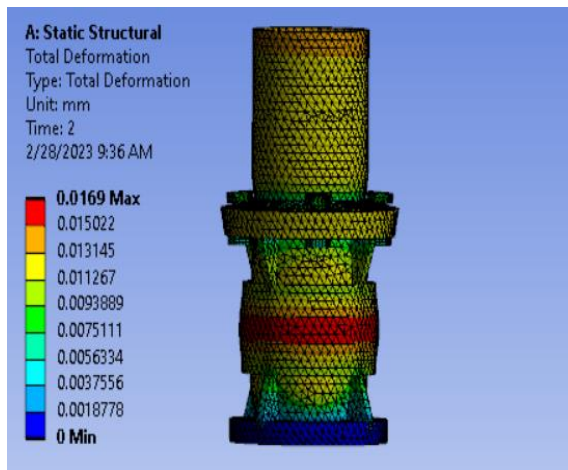 A: Static Structural
Total Deformation
Type: Total Deformation
Unit: mm
Time: 2
2/28/2023 9:36 AM
0.0169 Max
0.015022
0.013145
0.011267
0.0093889
0.0075111
0.0056334
0.0037556
0.0018778
0 Min